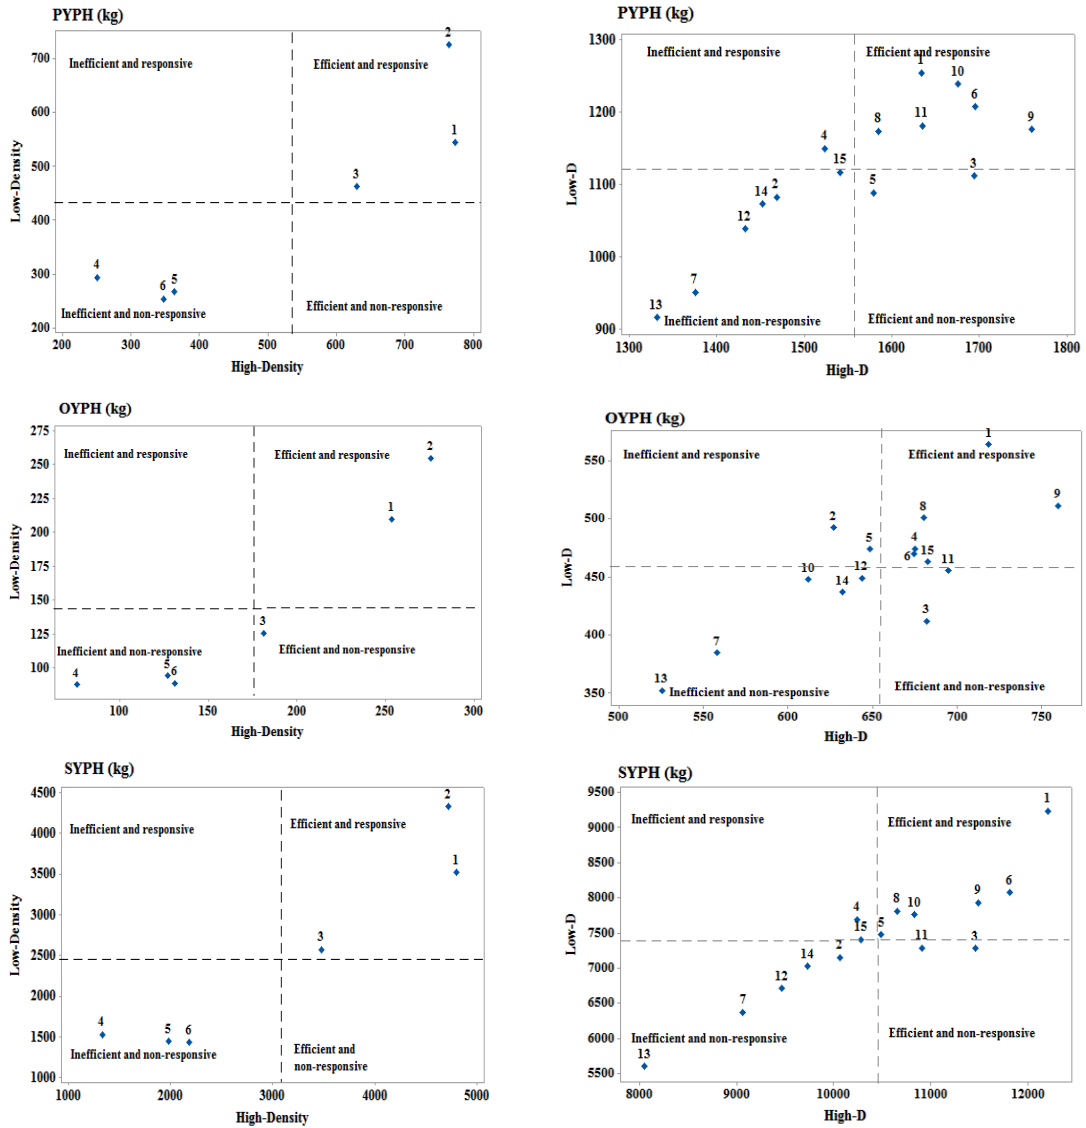 PYPH (kg)
700
600
500
400
300
200
Low-Density
Inefficient and responsive
Efficient and responsive
2
1
3
4
6
5
Inefficient and non-responsive
Efficient and non-responsive
200 300 400 500 600 700 800
High-Density
PYPH (kg)
1300
1200
1100
1000
900
Low-D
Inefficient and responsive
Efficient and responsive
1
10
6
9
8
11
4
15
3
5
14
2
12
7
13
Inefficient and non-responsive
Efficient and non-responsive
1300 1400 1500 1600 1700 1800
High-D
OYPH (kg)
275
250
225
200
175
150
125
100
Low-Density
Inefficient and responsive
Efficient and responsive
2
1
3
Inefficient and non-responsive
Efficient and non-responsive
4
5
6
100 150 200 250 300
High-Density
OYPH (kg)
550
500
450
400
350
Low-D
Inefficient and responsive
Efficient and responsive
1
9
8
2
5
4
6
15
11
10
14
12
3
7
13
Inefficient and non-responsive
Efficient and non-responsive
500 550 600 650 700 750
High-D
SYPH (kg)
4500
4000
3500
3000
2500
2000
1500
1000
Low-Density
Inefficient and responsive
Efficient and responsive
2
1
3
4
5
6
Inefficient and non-responsive
Efficient and
non-responsive
1000 2000 3000 4000 5000
High-Density
SYPH (kg)
9500
9000
8500
8000
7500
7000
6500
6000
5500
Low-D
Inefficient and responsive
Efficient and responsive
1
6
9
8
10
4
15
5
11
3
2
14
12
7
13
Inefficient and non-responsive
Efficient and non-responsive
8000 9000 10000 11000 12000
High-D